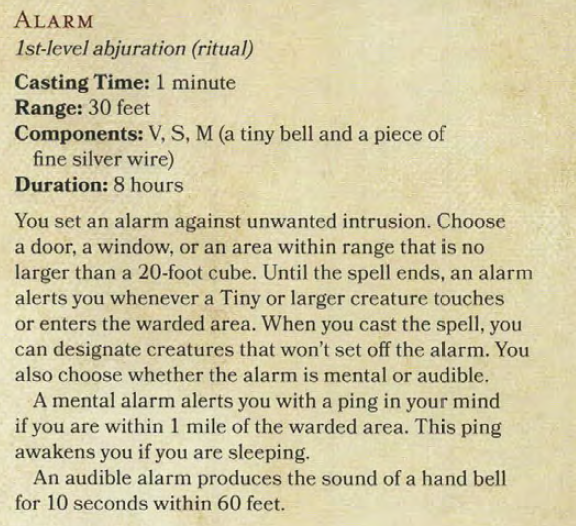 ALARM
1st-level abjuration (ritual)
Casting Time: 1 minute
Range: 30 feet
Components: V, S, M (a tiny bell and a piece of
fine silver wire)
Duration: 8 hours
You set an alarm against unwanted intrusion. Choose
a door, a window, or an area within range that is no
larger than a 20-foot cube. Until the spell ends, an alarm
alerts you whenever a Tiny or larger creature touches
or enters the warded area. When you cast the spell, you
can designate creatures that won't set off the alarm. You
also choose whether the alarm is mental or audible.
A mental alarm alerts you with a ping in your mind
if you are within 1 mile of the warded area. This ping
awakens you if you are sleeping.
An audible alarm produces the sound of a hand bell
for 10 seconds within 60 feet.